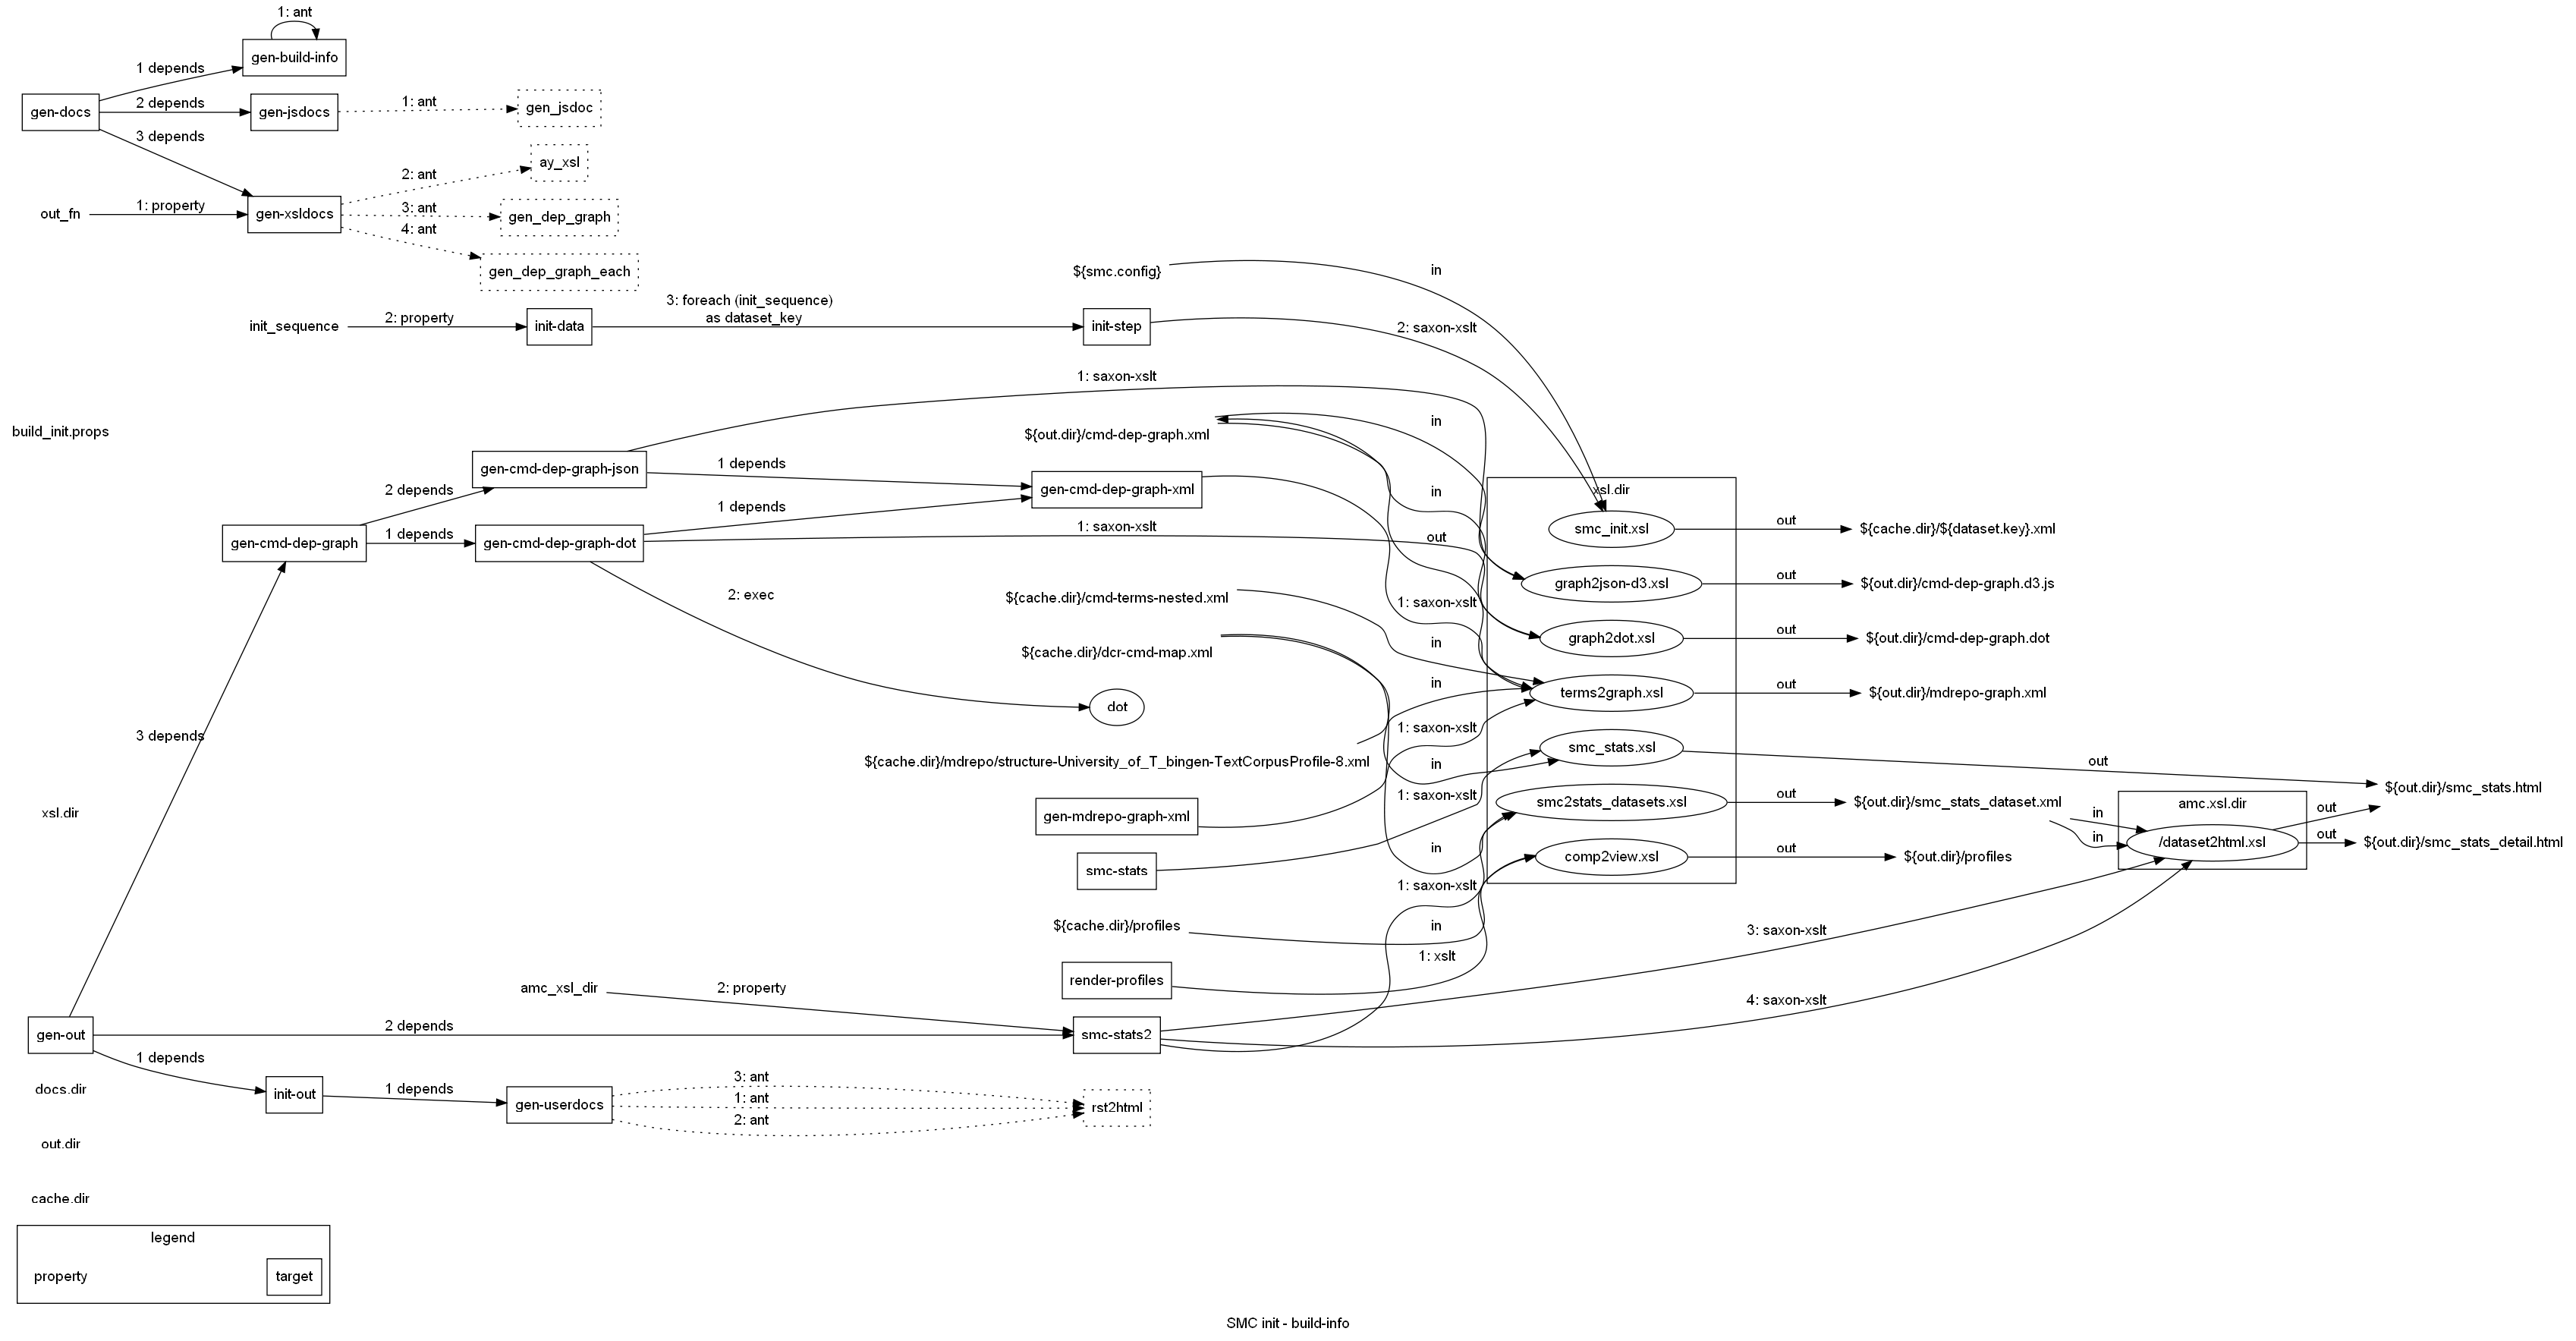 1: ant
gen-build-info
1 depends
gen-docs
2 depends
gen-jsdocs
1: ant
gen_jsdoc
3 depends
2: ant
ay_xsl
out_fn
1: property
gen-xsldocs
3: ant
gen_dep_graph
4: ant
gen_dep_graph_each
${smc.config}
in
init_sequence
2: property
init-data
3: foreach (init_sequence)
as dataset_key
init-step
2: saxon-xslt
1: saxon-xslt
build_init.props
${out.dir}/cmd-dep-graph.xml
in
gen-cmd-dep-graph-json
1 depends
2 depends
gen-cmd-dep-graph-xml
in
xsl.dir
1 depends
gen-cmd-dep-graph
1 depends
gen-cmd-dep-graph-dot
1: saxon-xslt
out
smc_init.xsl
out
${cache.dir}/${dataset.key}.xml
graph2json-d3.xsl
out
${out.dir}/cmd-dep-graph.d3.js
2: exec
${cache.dir}/cmd-terms-nested.xml
1: saxon-xslt
graph2dot.xsl
out
${out.dir}/cmd-dep-graph.dot
${cache.dir}/dcr-cmd-map.xml
in
in
terms2graph.xsl
out
${out.dir}/mdrepo-graph.xml
dot
3 depends
1: saxon-xslt
smc_stats.xsl
out
${cache.dir}/mdrepo/structure-University_of_T_bingen-TextCorpusProfile-8.xml
in
${out.dir}/smc_stats.html
1: saxon-xslt
smc2stats_datasets.xsl
out
${out.dir}/smc_stats_dataset.xml
in
amc.xsl.dir
out
xsl.dir
gen-mdrepo-graph-xml
in
in
/dataset2html.xsl
out
${out.dir}/smc_stats_detail.html
comp2view.xsl
out
${out.dir}/profiles
smc-stats
1: saxon-xslt
${cache.dir}/profiles
in
3: saxon-xslt
1: xslt
render-profiles
amc_xsl_dir
2: property
4: saxon-xslt
gen-out
2 depends
smc-stats2
1 depends
docs.dir
init-out
1 depends
gen-userdocs
3: ant
1: ant
2: ant
rst2html
out.dir
cache.dir
legend
property
target
SMC init - build-info